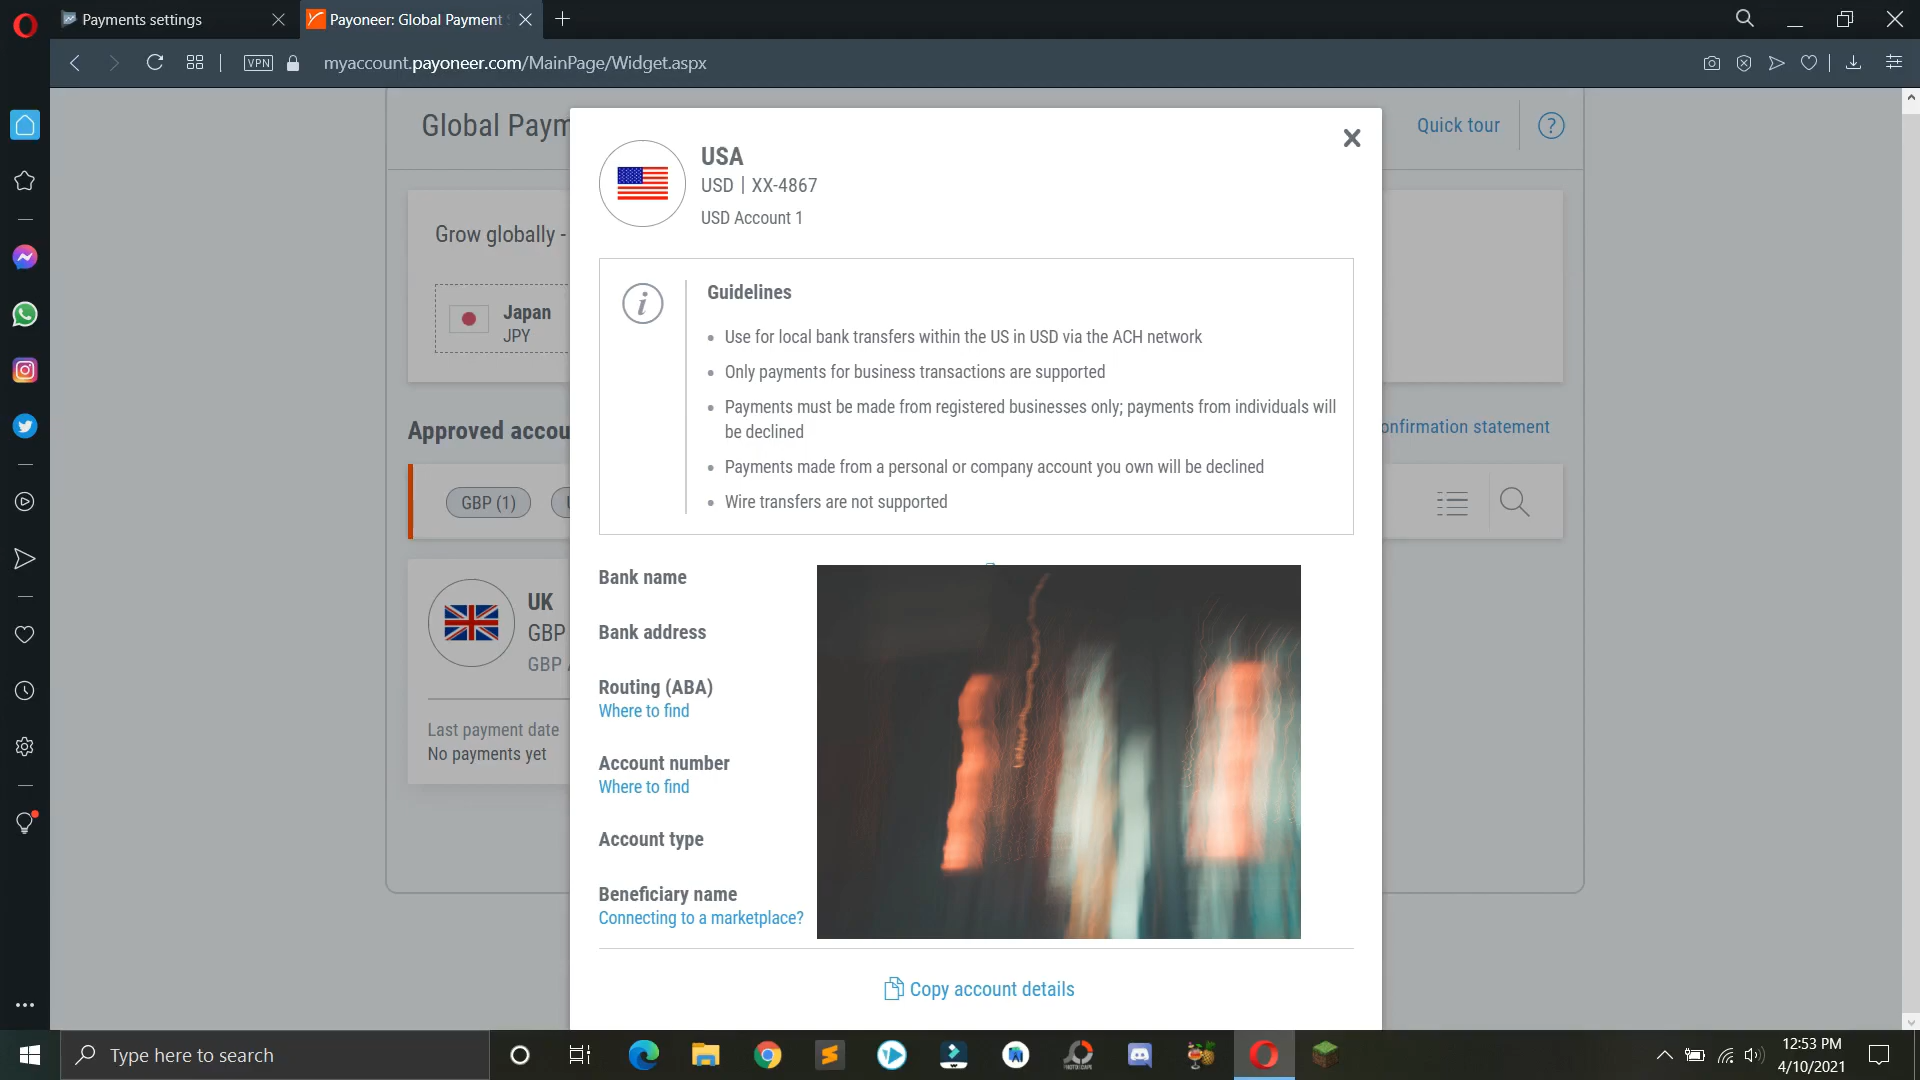 Payments settings
Payoneer: Global Payment
VPN
myaccount.payoneer.com/MainPage/Widget.aspx
Global Paym
Quick tour
?
USA
USD | XX-4867
USD Account 1
Grow globally -
Japan
JPY
i
Guidelines
Use for local bank transfers within the US in USD via the ACH network
Only payments for business transactions are supported
Payments must be made from registered businesses only; payments from individuals will
be declined
Payments made from a personal or company account you own will be declined
Wire transfers are not supported
Approved accou
onfirmation statement
GBP (1)
UK
GBP
GBP
Last payment date
No payments yet
Bank name
Bank address
Routing (ABA)
Where to find
Account number
Where to find
Account type
Beneficiary name
Connecting to a marketplace?
Copy account details
Type here to search
12:53 PM
4/10/2021